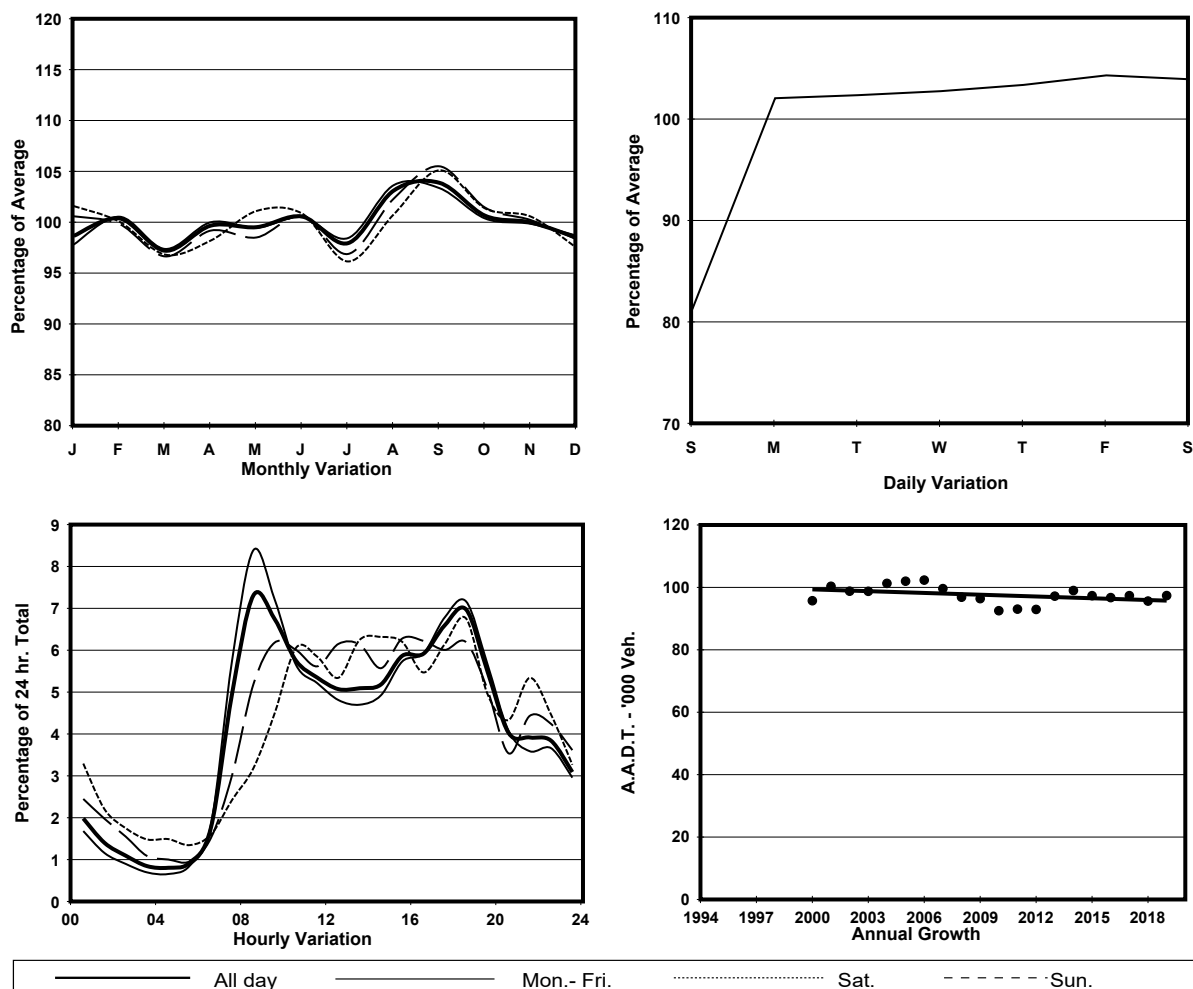 120
115
110
105
100
95
90
85
80
Percentage of Average
J F M A M J J A S O N D
Monthly Variation
110
100
90
80
70
Percentage of Average
S M T W T F S
Daily Variation
9
8
7
6
5
4
3
2
1
0
Percentage of 24 hr. Total
00 04 08 12 16 20 24
Hourly Variation
120
100
80
60
40
20
0
A.A.D.T. - '000 Veh.
1994 1997 2000 2003 2006 2009 2012 2015 2018
Annual Growth
All day Mon.- Fri. Sat. Sun.